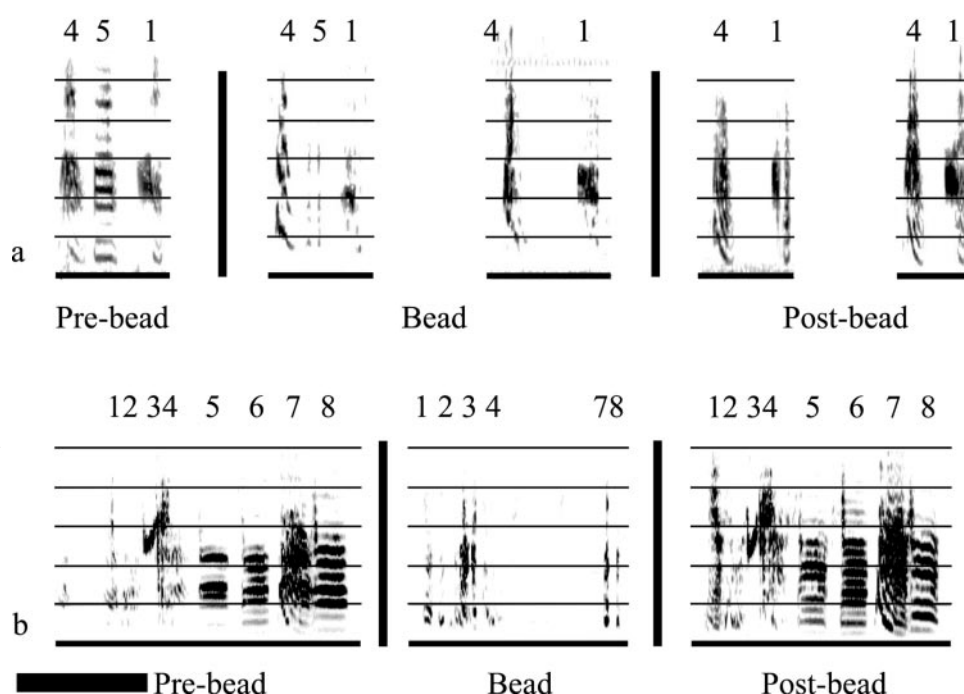 4 5 1 4 5 1 4 1 4 1 4 1
a
Pre-bead Bead Post-bead
12 34 5 6 7 8 1 2 3 4 78 12 34 5 6 7 8
b
Pre-bead Bead Post-bead